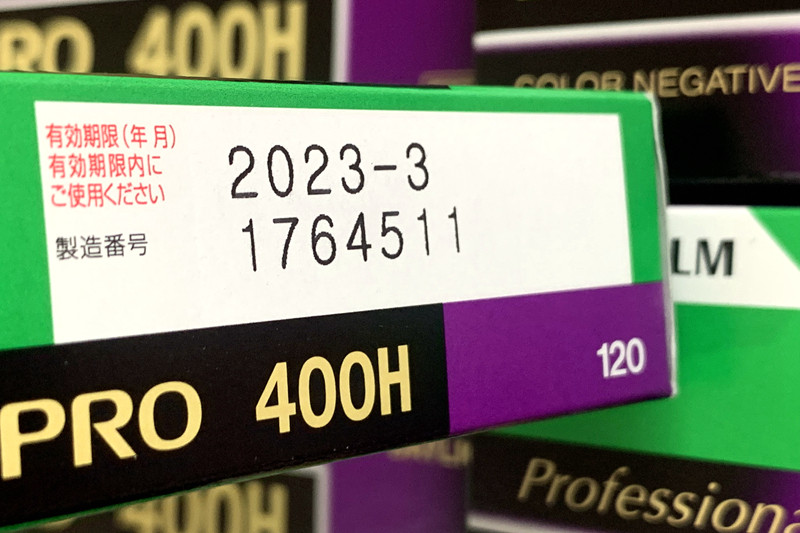 PRO 400H
COLOR NEGATIVE
有効期限(年月)
有効期限内に
ご使用ください
2023-3
製造番号
1764511
LM
120
PRO 400H
Professiona
400H